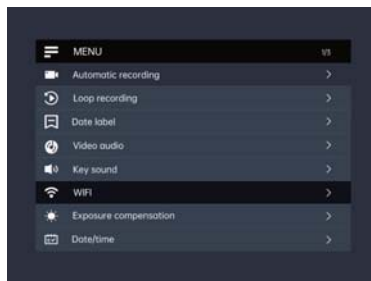 MENU 1/1
Automatic recording
Loop recording
Date label
Video audio
Key sound
WIFI
Exposure compensation
Date/time